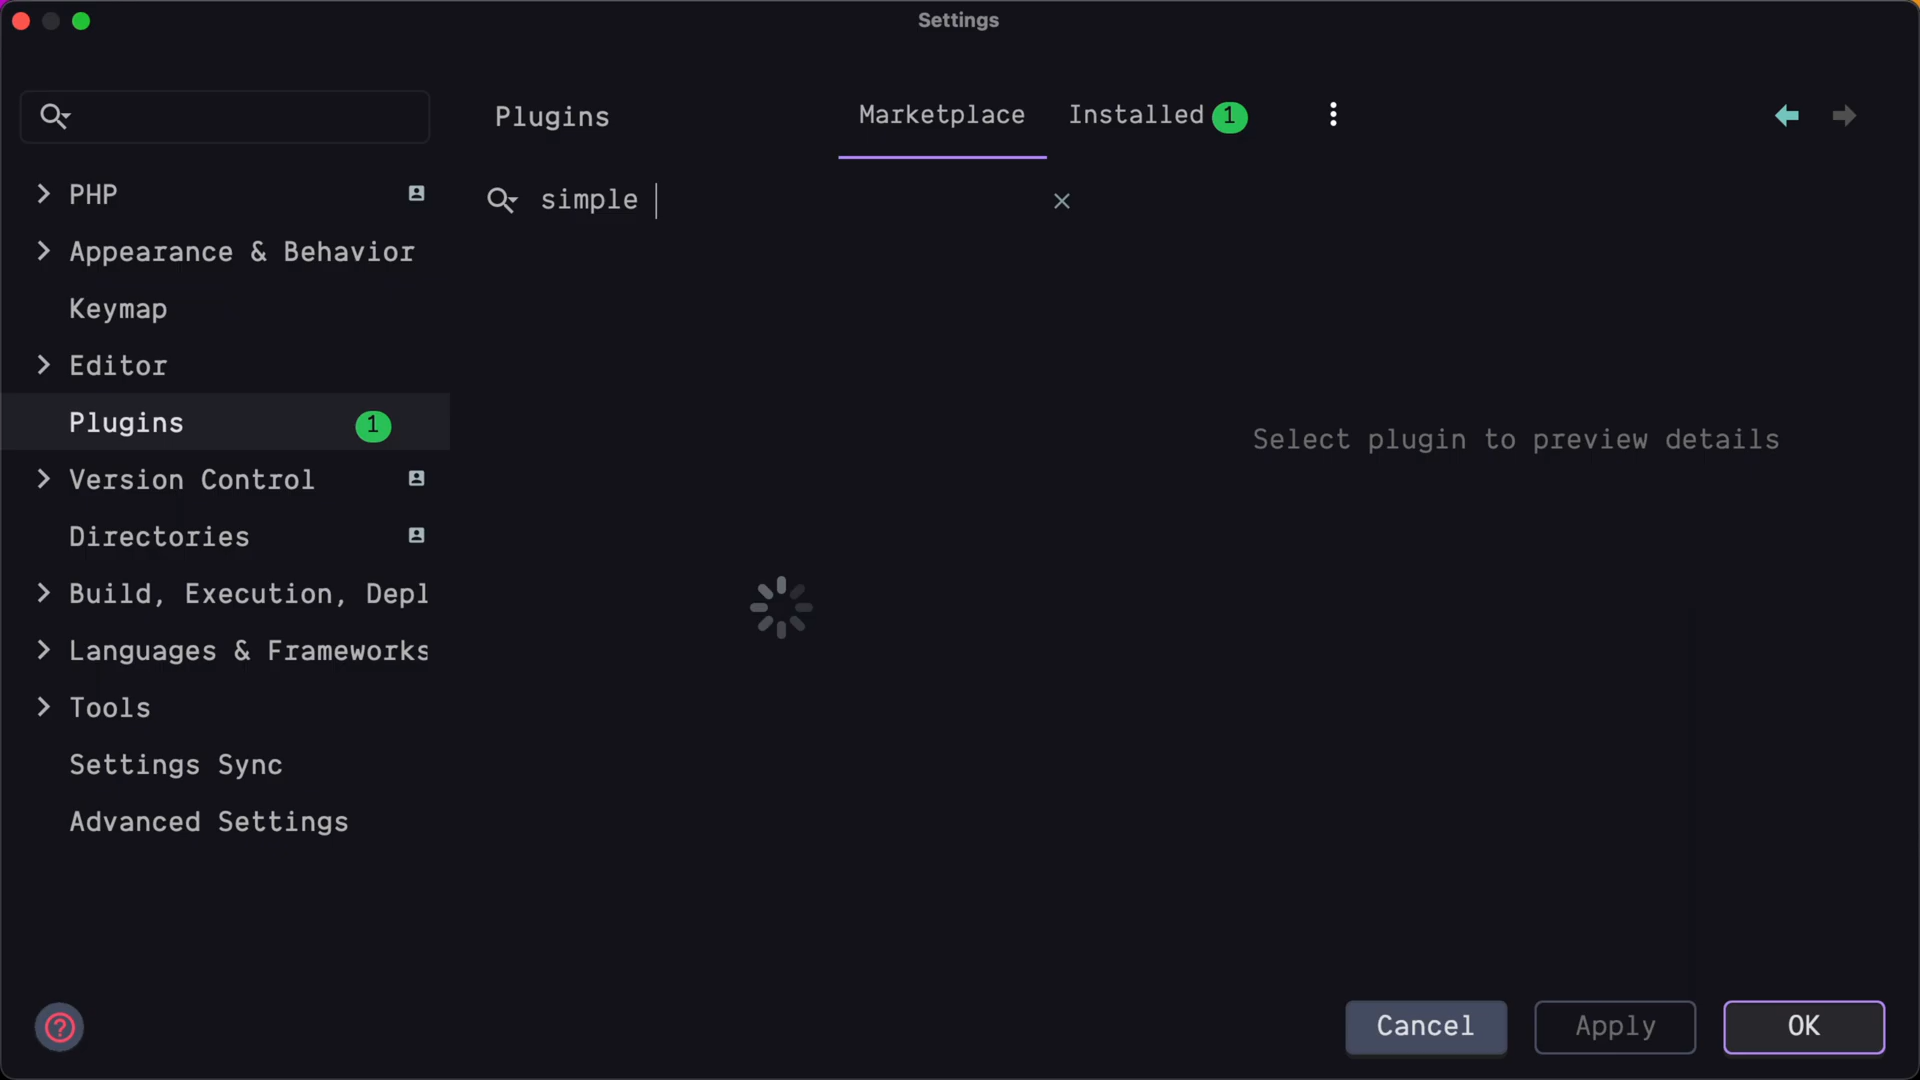 Settings
Plugins
Marketplace
Installed 1
simple
PHP
Appearance & Behavior
Keymap
Editor
Plugins 1
Version Control
Directories
Build, Execution, Depl
Languages & Frameworks
Tools
Settings Sync
Advanced Settings
Select plugin to preview details
?
Cancel
Apply
OK